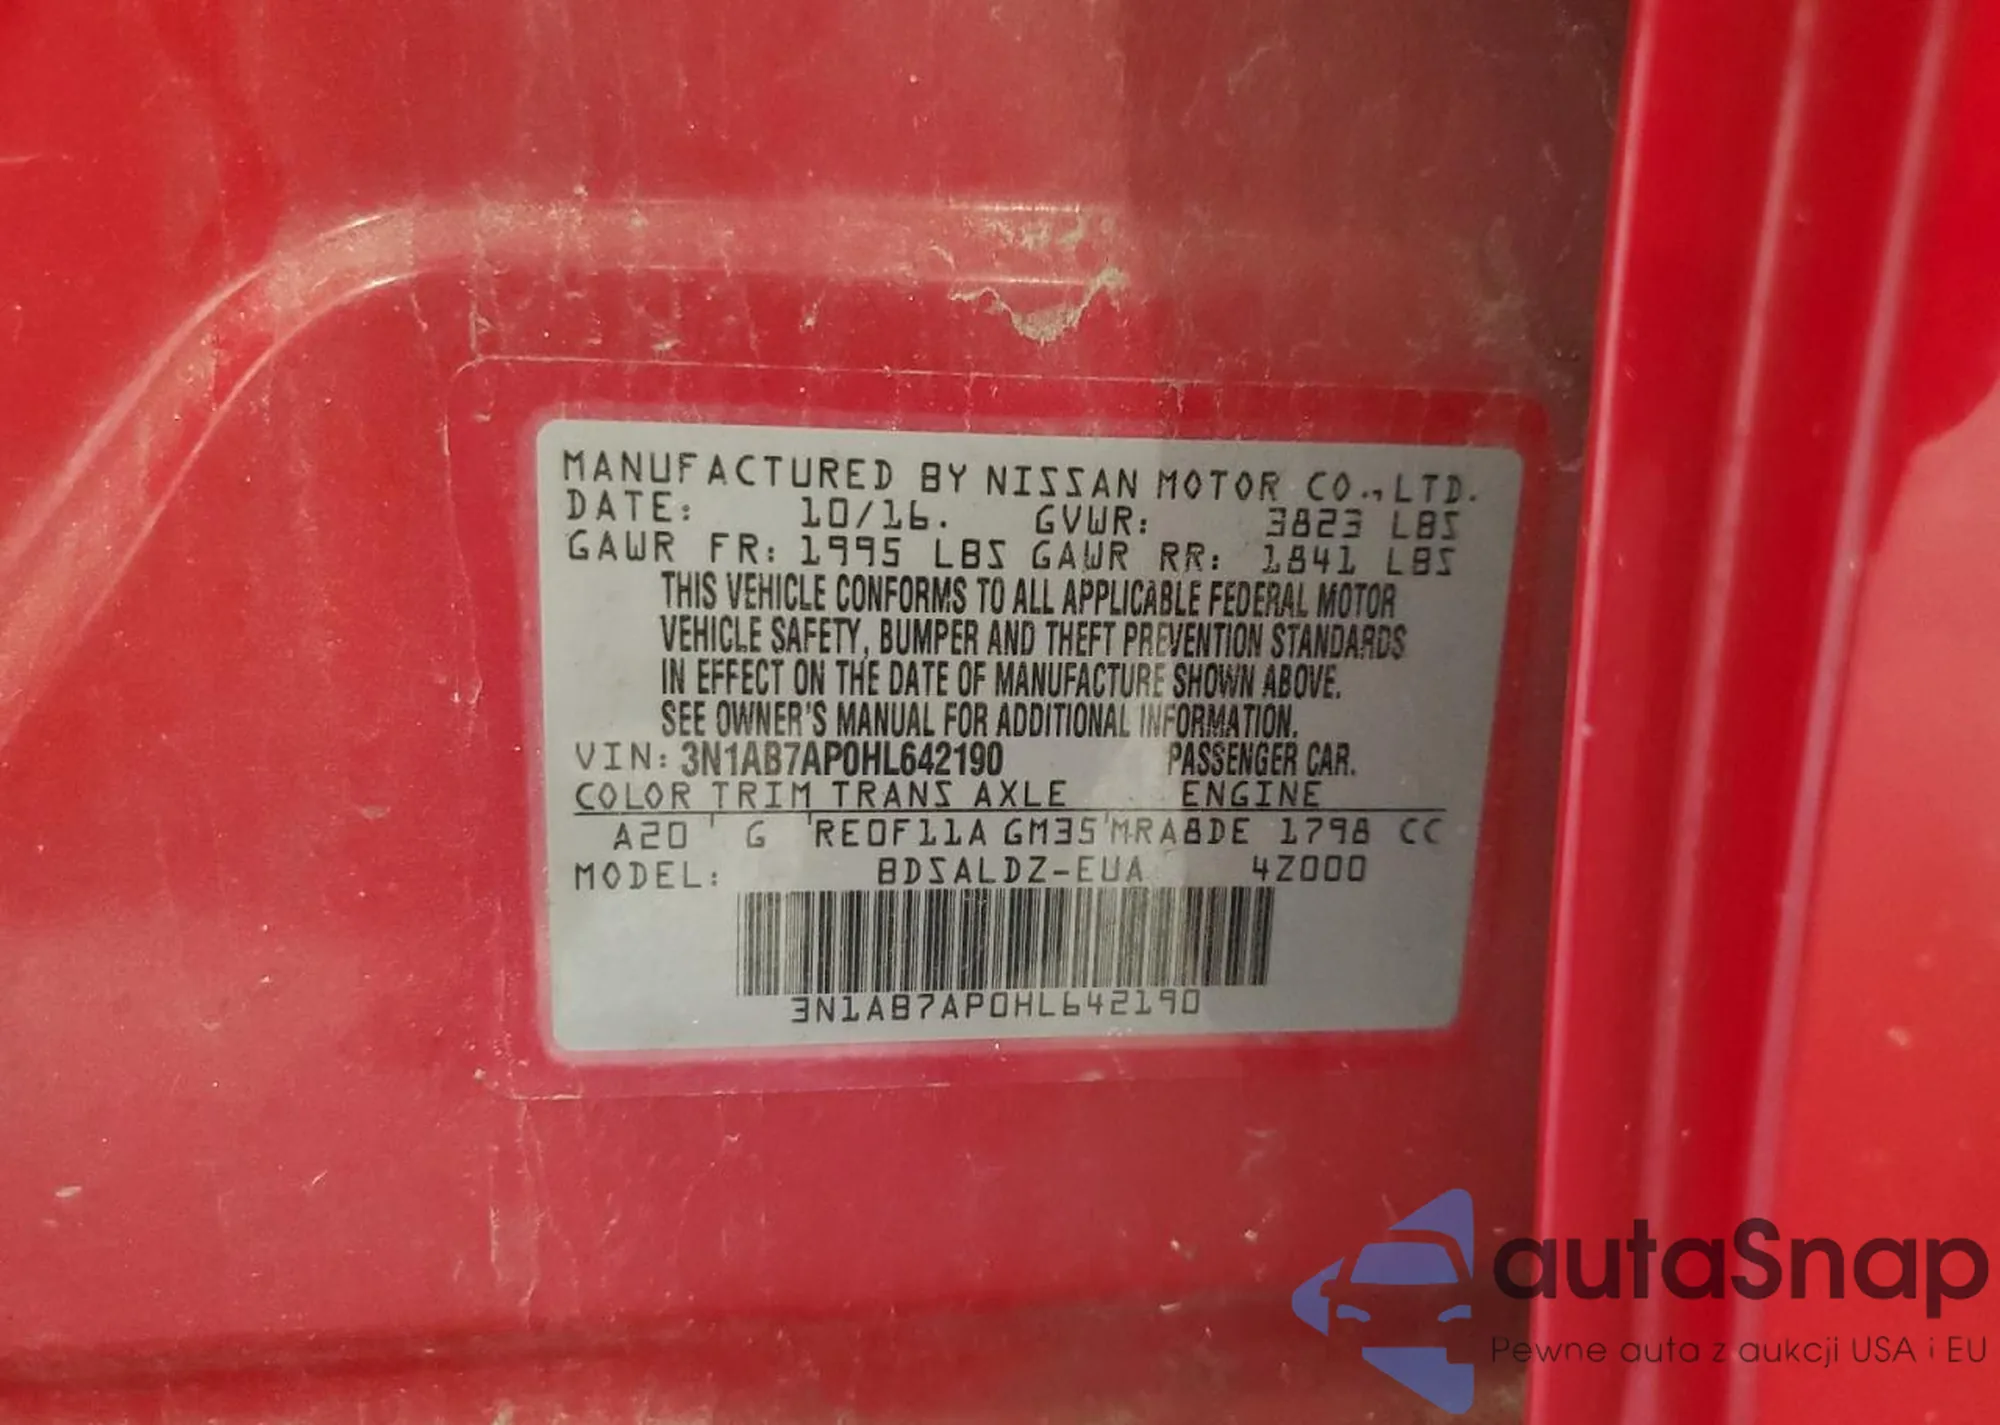 MANUFACTURED BY NISSAN MOTOR CO., LTD.
DATE: 10/16. GVWR: 3823 LBS
GAWR FR: 1995 LBS GAWR RR: 1841 LBS
THIS VEHICLE CONFORMS TO ALL APPLICABLE FEDERAL MOTOR
VEHICLE SAFETY, BUMPER AND THEFT PREVENTION STANDARDS
IN EFFECT ON THE DATE OF MANUFACTURE SHOWN ABOVE.
SEE OWNER'S MANUAL FOR ADDITIONAL INFORMATION.
VIN: 3N1AB7AP0HL642190 PASSENGER CAR.
COLOR TRIM TRANS AXLE ENGINE
A20 G RE0F11A GM35 MRA8DE 1798 CC
MODEL: BDSALDZ-EUA 4Z000
3N1AB7AP0HL642190
autaSnap
Pewne auta z aukcji USA i EU